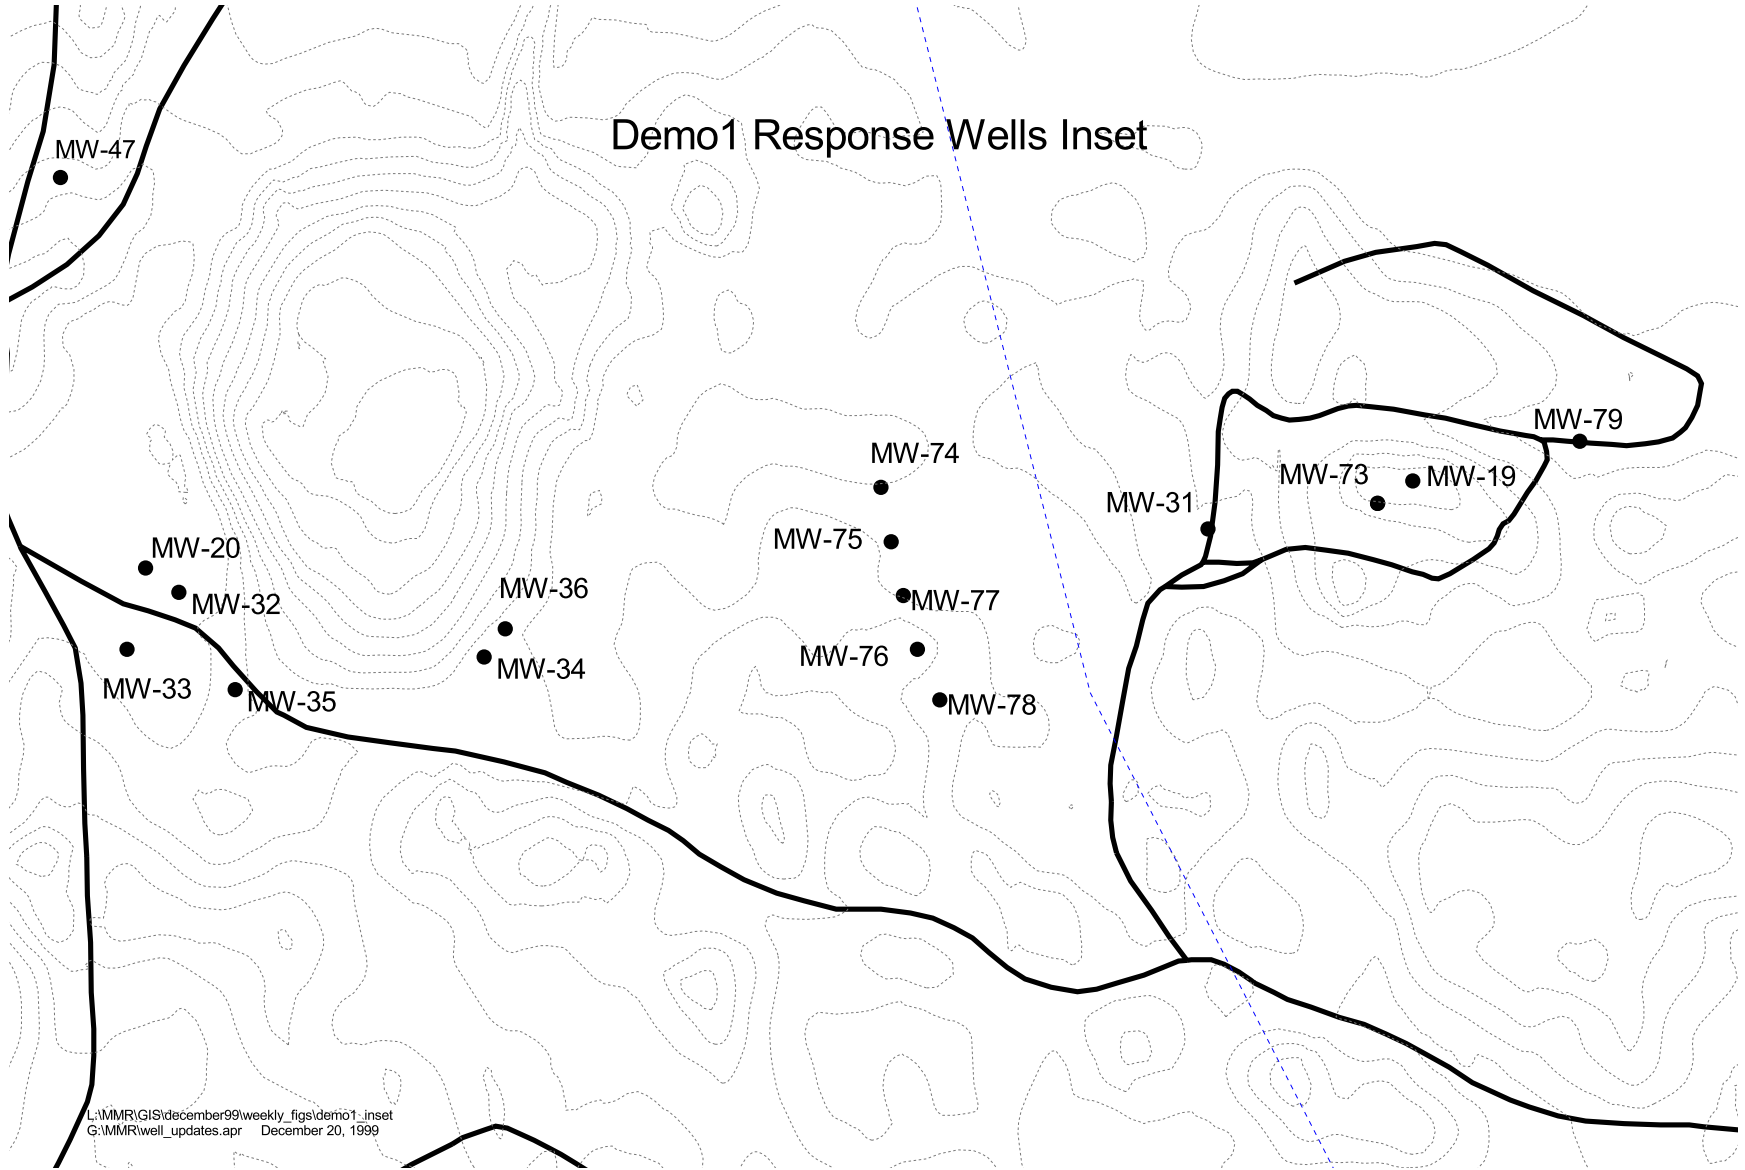 Demo1 Response Wells Inset
MW-47
MW-79
MW-74
MW-73
MW-19
MW-31
MW-75
MW-20
MW-36
MW-32
MW-77
MW-76
MW-34
MW-33
MW-35
MW-78
L:\MMR\GIS\december99\weekly_figs\demo1_inset
G:\MMR\well_updates.apr December 20, 1999